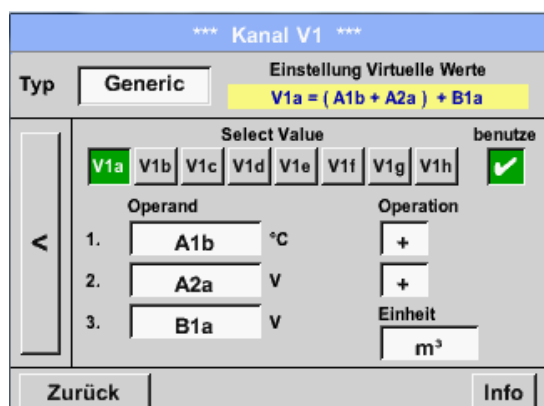 *** Kanal V1 ***
Typ Generic Einstellung Virtuelle Werte
V1a = ( A1b + A2a ) + B1a
Select Value benutze
V1a V1b V1c V1d V1e V1f V1g V1h
Operand Operation
< 1. A1b °C +
2. A2a V +
3. B1a V Einheit
m³
Zurück Info